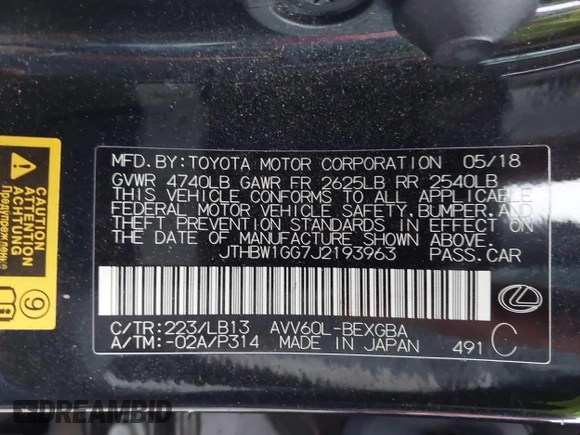 MFD.BY:TOYOTA MOTOR CORPORATION 05/18
GVWR 4740LB GAWR FR 2625LB RR 2540LB
THIS VEHICLE CONFORMS TO ALL APPLICABLE
FEDERAL MOTOR VEHICLE SAFETY,BUMPER,AND
THEFT PREVENTION STANDARDS IN EFFECT ON
THE DATE OF MANUFACTURE SHOWN ABOVE.
JTHBW1GG7J2193963 PASS.CAR
C/TR:223/LB13 AVV60L-BEXGBA
A/TM:-02A/P314 MADE IN JAPAN 491 C
CAUTION
ATTENTION
ACHTUNG
9
DREAMBID